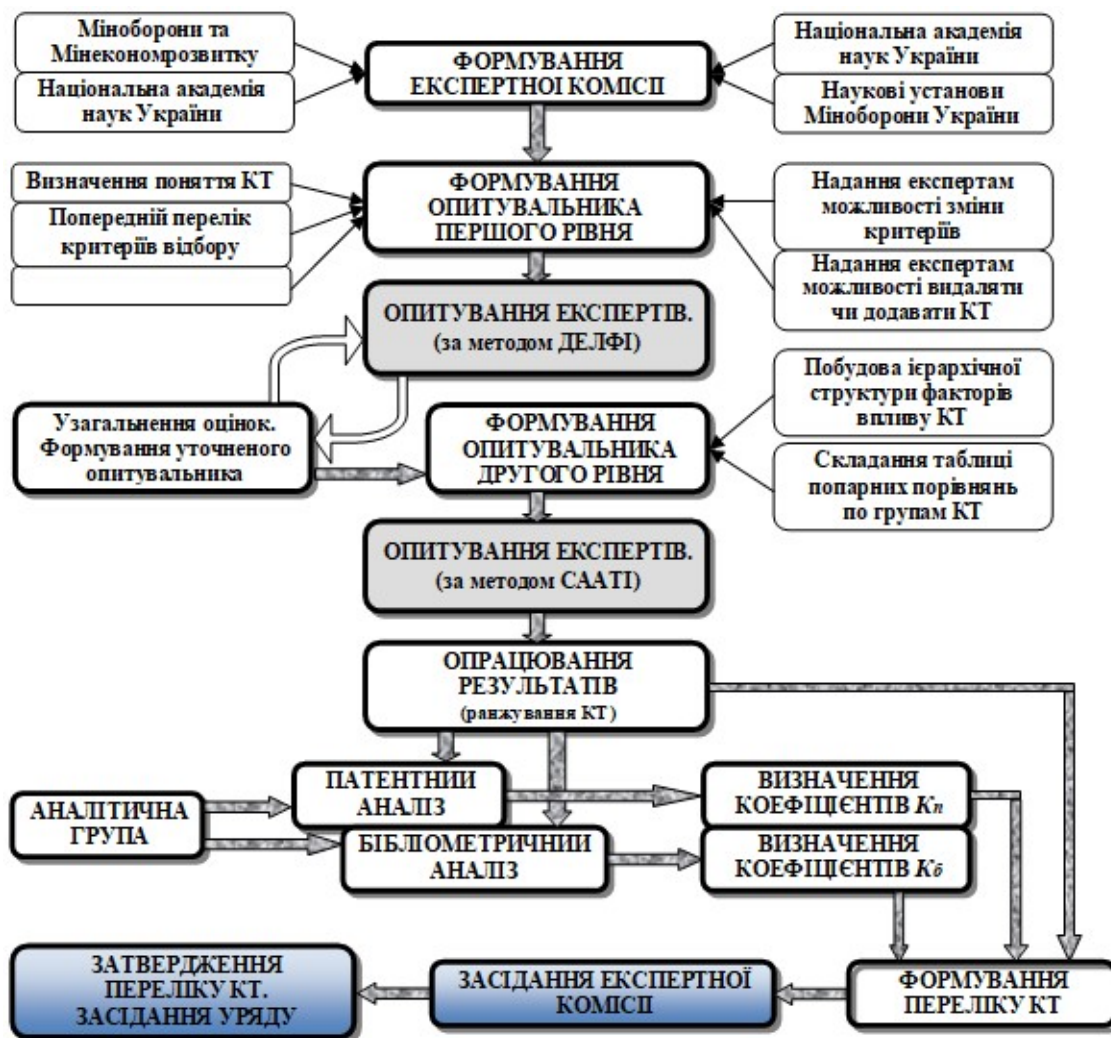 Міноборони та
Мінекономрозвитку
Національна академія
наук України
ФОРМУВАННЯ
ЕКСПЕРТНОЇ КОМІСІЇ
Національна академія
наук України
Наукові установи
Міноборони України
Визначення поняття КТ
Попередній перелік
критеріїв відбору
ФОРМУВАННЯ
ОПИТУВАЛЬНИКА
ПЕРШОГО РІВНЯ
Надання експертам
можливості зміни
критеріїв
Надання експертам
можливості видаляти
чи додавати КТ
ОПИТУВАННЯ ЕКСПЕРТІВ.
(за методом ДЕЛФІ)
Узагальнення оцінок.
Формування уточненого
опитувальника
ФОРМУВАННЯ
ОПИТУВАЛЬНИКА
ДРУГОГО РІВНЯ
Побудова ієрархічної
структури факторів
впливу КТ
Складання таблиці
попарних порівнянь
по групам КТ
ОПИТУВАННЯ ЕКСПЕРТІВ.
(за методом СААТІ)
ОПРАЦЮВАННЯ
РЕЗУЛЬТАТІВ
(ранжування КТ)
АНАЛІТИЧНА
ГРУПА
ПАТЕНТНИИ
АНАЛІЗ
БІБЛІОМЕТРИЧНИИ
АНАЛІЗ
ВИЗНАЧЕННЯ
КОЕФІЦІЄНТІВ Kп
ВИЗНАЧЕННЯ
КОЕФІЦІЄНТІВ Kб
ЗАТВЕРДЖЕННЯ
ПЕРЕЛІКУ КТ.
ЗАСІДАННЯ УРЯДУ
ЗАСІДАННЯ ЕКСПЕРТНОЇ
КОМІСІЇ
ФОРМУВАННЯ
ПЕРЕЛІКУ КТ